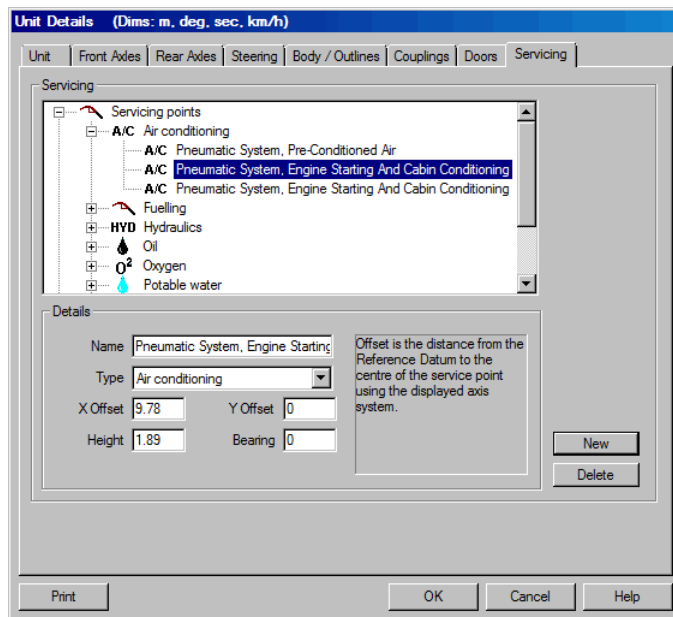 Unit Details (Dims: m, deg, sec, km/h)
Unit Front Axles Rear Axles Steering Body / Outlines Couplings Doors Servicing
Servicing
Servicing points
A/C Air conditioning
A/C Pneumatic System, Pre-Conditioned Air
A/C Pneumatic System, Engine Starting And Cabin Conditioning
A/C Pneumatic System, Engine Starting And Cabin Conditioning
Fuelling
HYD Hydraulics
Oil
O² Oxygen
Potable water
Details
Name Pneumatic System, Engine Starting
Type Air conditioning
X Offset 9.78 Y Offset 0
Height 1.89 Bearing 0
Offset is the distance from the
Reference Datum to the
centre of the service point
using the displayed axis
system.
New
Delete
Print OK Cancel Help